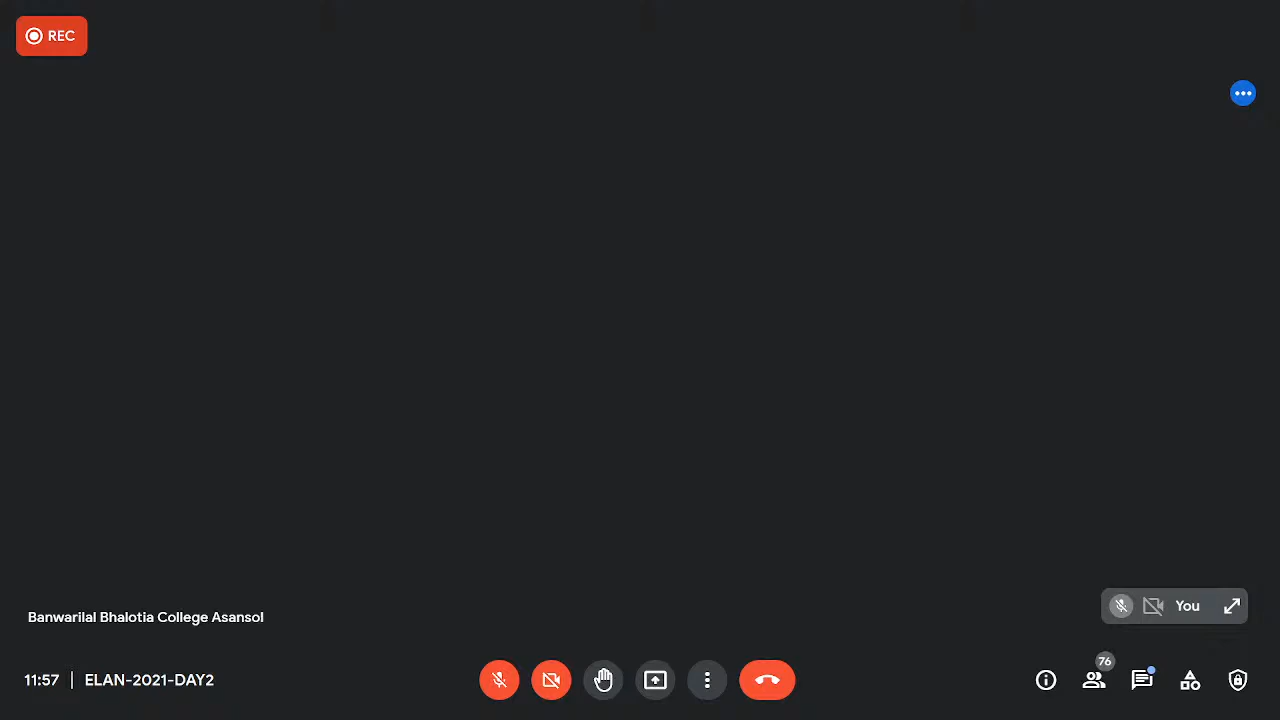 REC
Banwarilal Bhalotia College Asansol
You
11:57 | ELAN-2021-DAY2
76